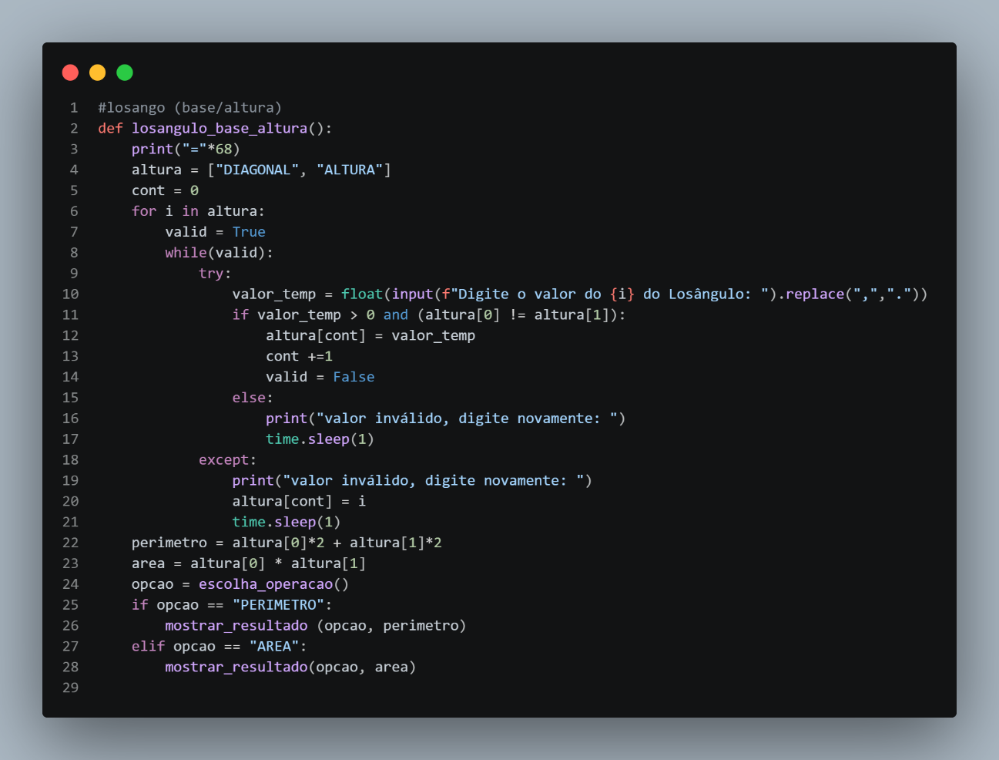 1 #losango (base/altura)
2 def losangulo_base_altura():
3     print("="*68)
4     altura = ["DIAGONAL", "ALTURA"]
5     cont = 0
6     for i in altura:
7         valid = True
8         while(valid):
9             try:
10                 valor_temp = float(input(f"Digite o valor do {i} do Losângulo: ").replace(",","."))
11                 if valor_temp > 0 and (altura[0] != altura[1]):
12                     altura[cont] = valor_temp
13                     cont +=1
14                     valid = False
15                 else:
16                     print("valor inválido, digite novamente: ")
17                     time.sleep(1)
18             except:
19                 print("valor inválido, digite novamente: ")
20                 altura[cont] = i
21                 time.sleep(1)
22     perimetro = altura[0]*2 + altura[1]*2
23     area = altura[0] * altura[1]
24     opcao = escolha_operacao()
25     if opcao == "PERIMETRO":
26         mostrar_resultado (opcao, perimetro)
27     elif opcao == "AREA":
28         mostrar_resultado(opcao, area)
29